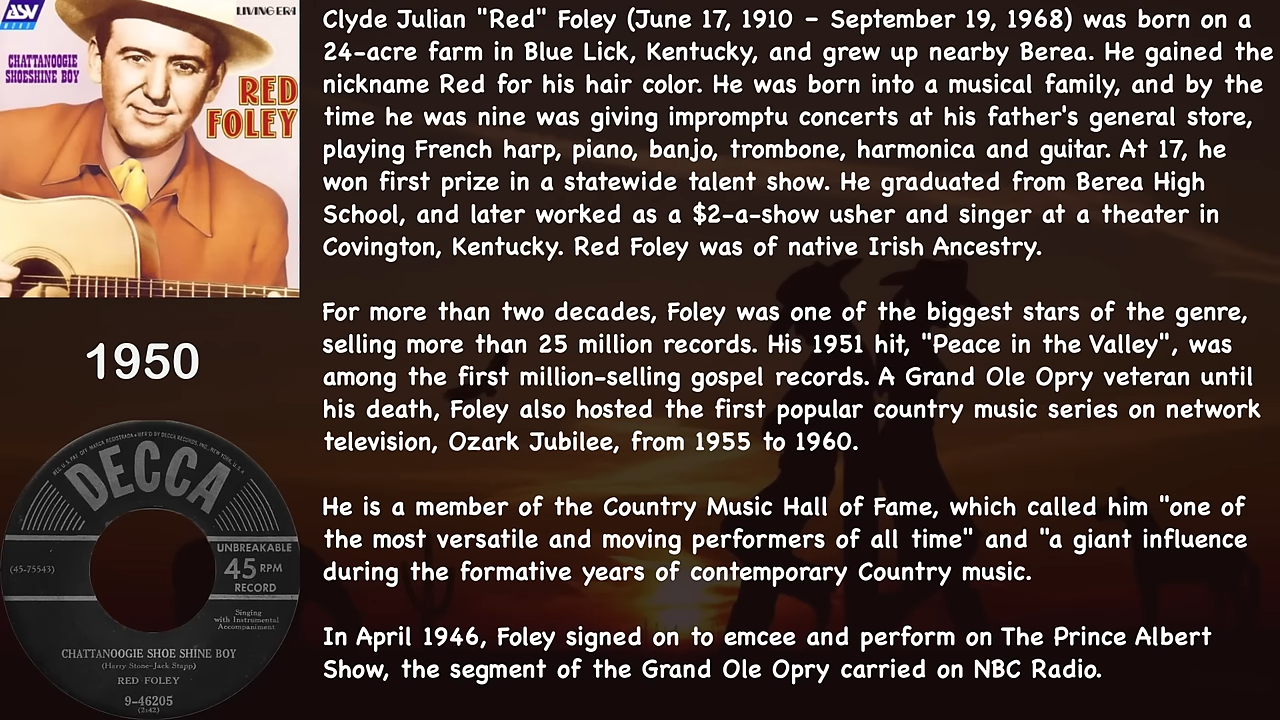 ASV
LIVING ERA
CHATTANOOGIE
SHOESHINE BOY
RED
FOLEY
1950
DECCA
UNBREAKABLE
45 RPM
RECORD
(45-75543)
Singing
with Instrumental
Accompaniment
CHATTANOOGIE SHOE SHINE BOY
(Harry Stone-Jack Stapp)
RED FOLEY
9-46205
(2:42)
Clyde Julian "Red" Foley (June 17, 1910 – September 19, 1968) was born on a
24-acre farm in Blue Lick, Kentucky, and grew up nearby Berea. He gained the
nickname Red for his hair color. He was born into a musical family, and by the
time he was nine was giving impromptu concerts at his father's general store,
playing French harp, piano, banjo, trombone, harmonica and guitar. At 17, he
won first prize in a statewide talent show. He graduated from Berea High
School, and later worked as a $2-a-show usher and singer at a theater in
Covington, Kentucky. Red Foley was of native Irish Ancestry.
For more than two decades, Foley was one of the biggest stars of the genre,
selling more than 25 million records. His 1951 hit, "Peace in the Valley", was
among the first million-selling gospel records. A Grand Ole Opry veteran until
his death, Foley also hosted the first popular country music series on network
television, Ozark Jubilee, from 1955 to 1960.
He is a member of the Country Music Hall of Fame, which called him "one of
the most versatile and moving performers of all time" and "a giant influence
during the formative years of contemporary Country music.
In April 1946, Foley signed on to emcee and perform on The Prince Albert
Show, the segment of the Grand Ole Opry carried on NBC Radio.